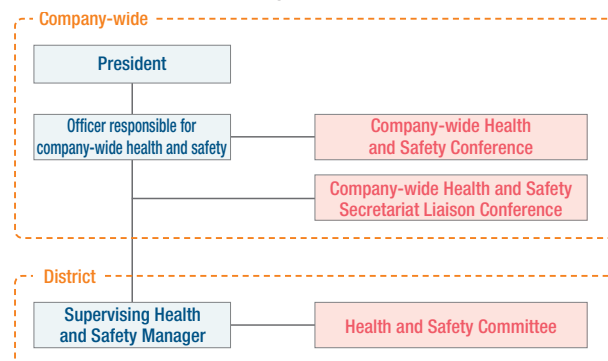 Company-wide
President
Officer responsible for
company-wide health and safety
Company-wide Health
and Safety Conference
Company-wide Health and Safety
Secretariat Liaison Conference
District
Supervising Health
and Safety Manager
Health and Safety Committee